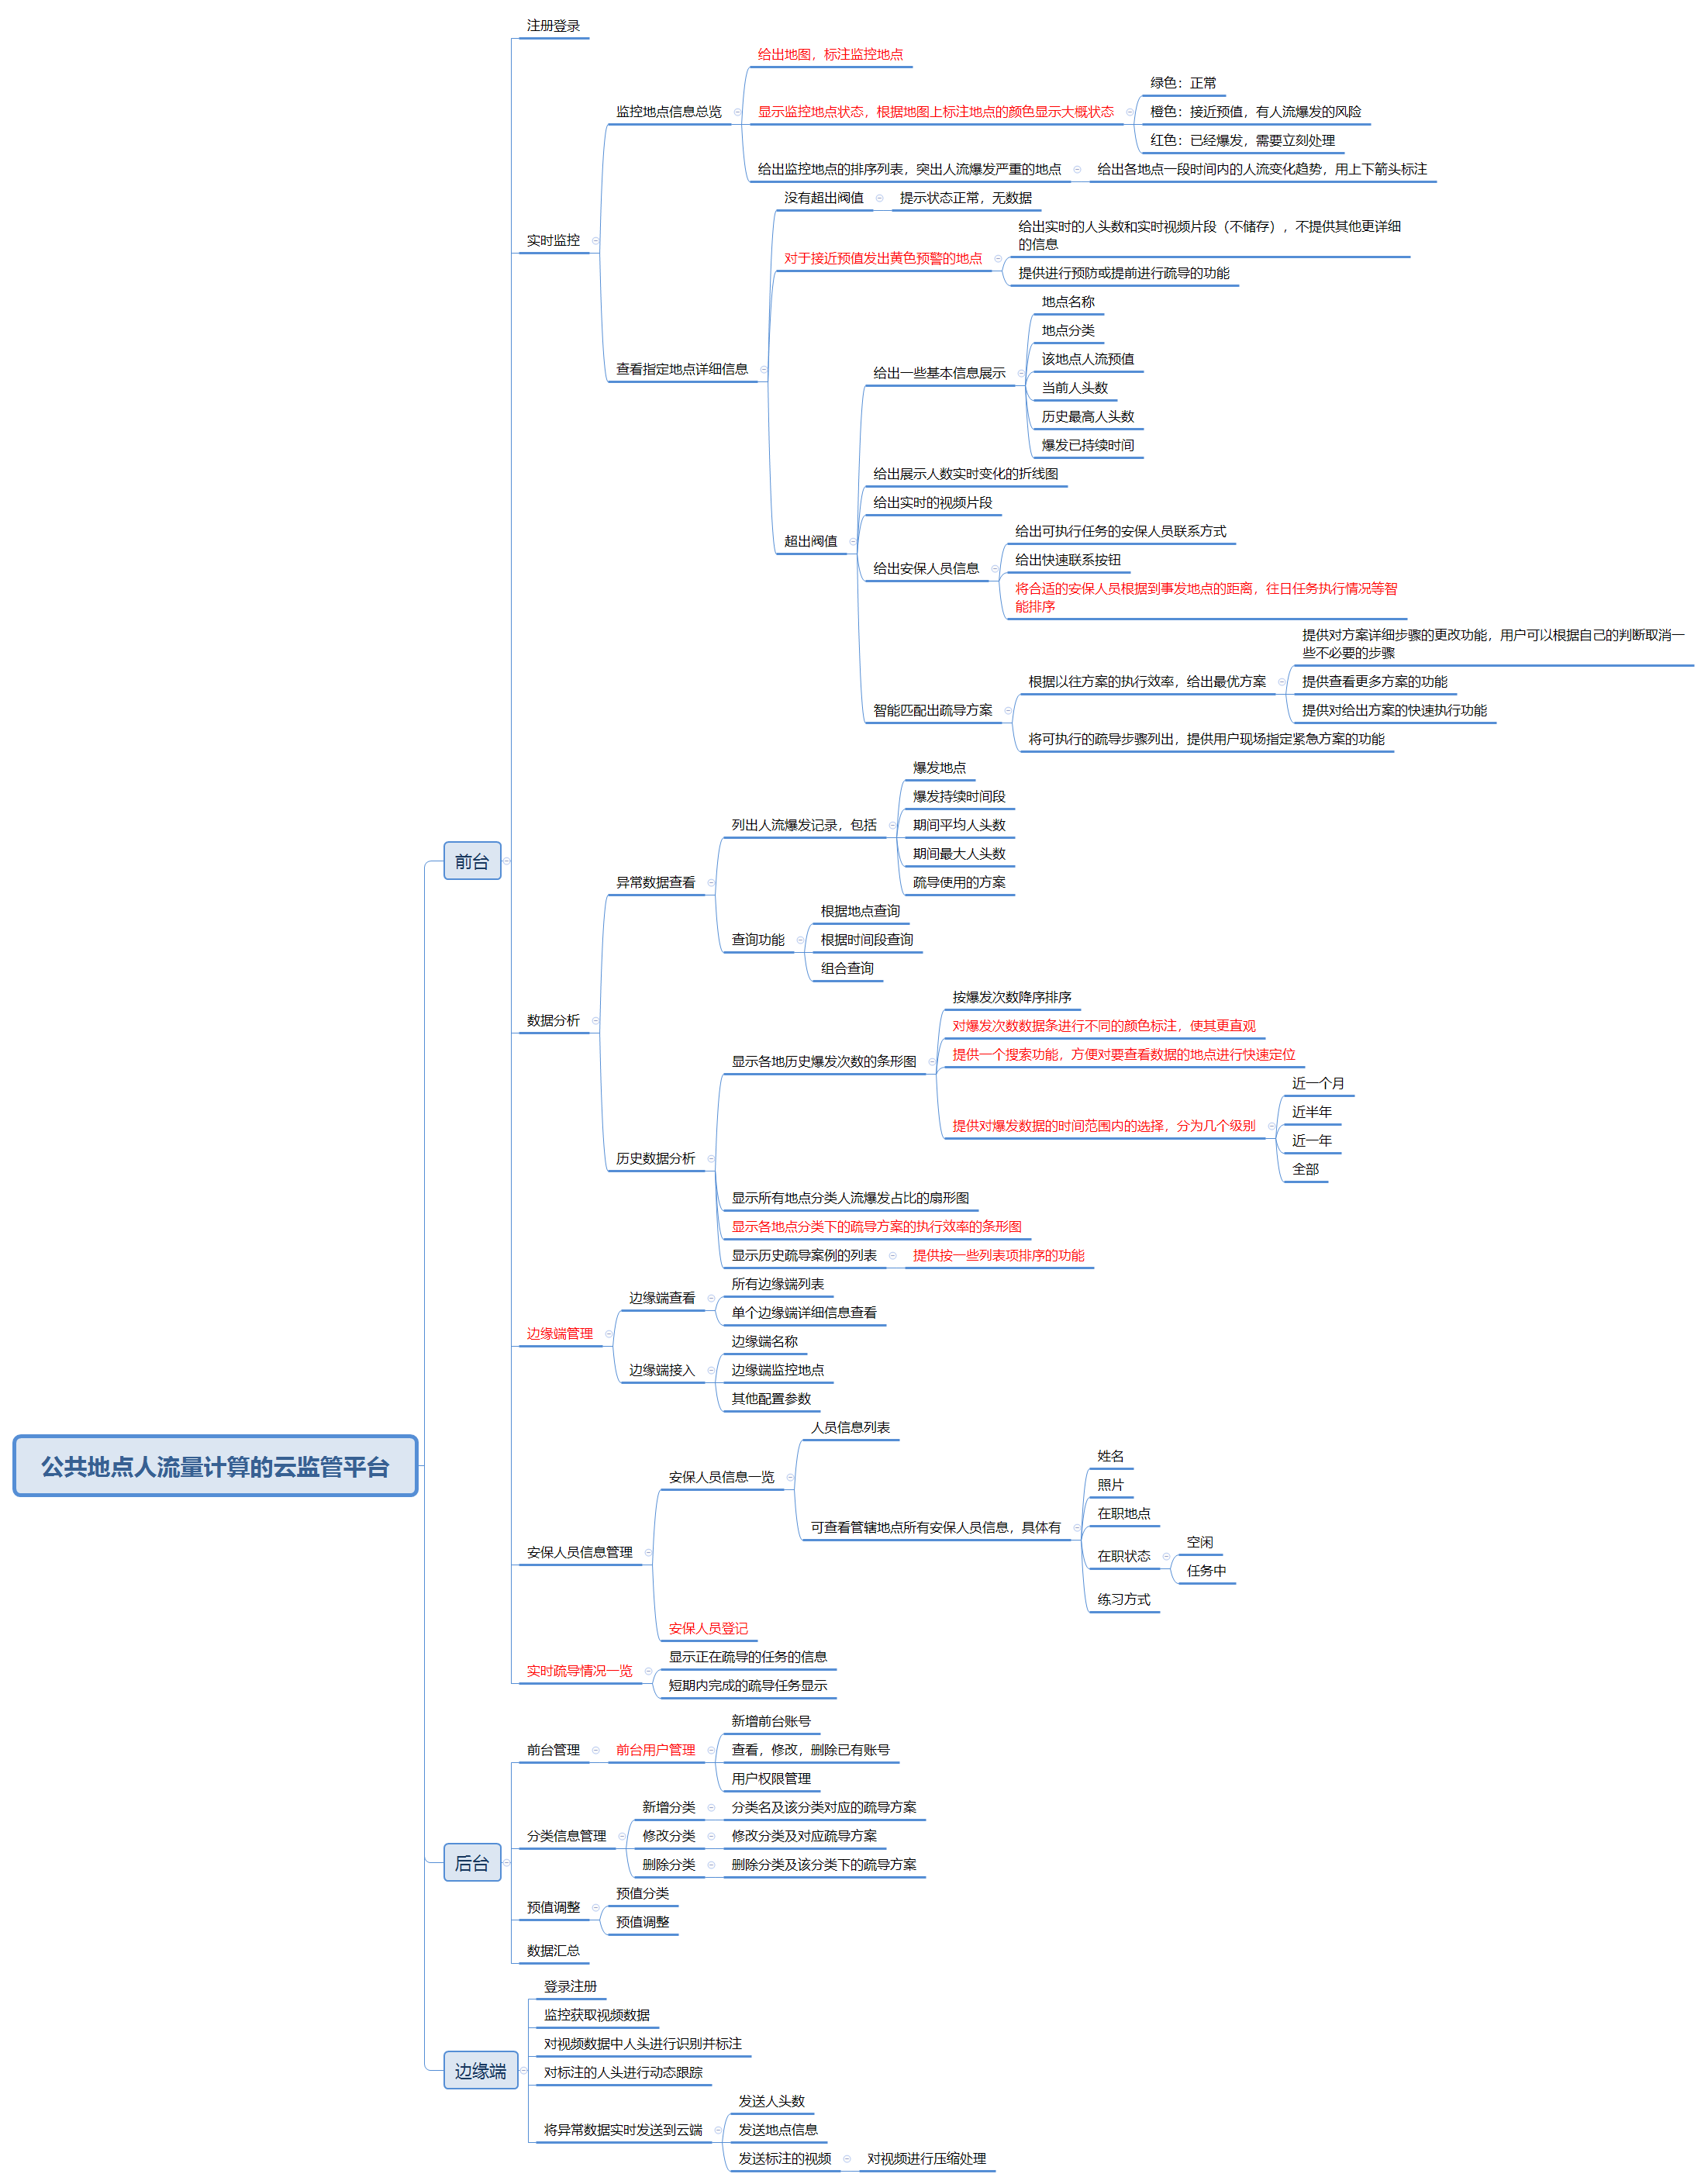 公共地点人流量计算的云监管平台
前台
注册登录
实时监控
监控地点信息总览
给出地图，标注监控地点
显示监控地点状态，根据地图上标注地点的颜色显示大概状态
绿色：正常
橙色：接近预值，有人流爆发的风险
红色：已经爆发，需要立刻处理
给出监控地点的排序列表，突出人流爆发严重的地点
给出各地点一段时间内的人流变化趋势，用上下箭头标注
查看指定地点详细信息
没有超出阀值
提示状态正常，无数据
对于接近预值发出黄色预警的地点
给出实时的人头数和实时视频片段（不储存），不提供其他更详细
的信息
提供进行预防或提前进行疏导的功能
超出阀值
给出一些基本信息展示
地点名称
地点分类
该地点人流预值
当前人头数
历史最高人头数
爆发已持续时间
给出展示人数实时变化的折线图
给出实时的视频片段
给出安保人员信息
给出可执行任务的安保人员联系方式
给出快速联系按钮
将合适的安保人员根据到事发地点的距离，往日任务执行情况等智
能排序
智能匹配出疏导方案
根据以往方案的执行效率，给出最优方案
提供对方案详细步骤的更改功能，用户可以根据自己的判断取消一
些不必要的步骤
提供查看更多方案的功能
提供对给出方案的快速执行功能
将可执行的疏导步骤列出，提供用户现场指定紧急方案的功能
数据分析
异常数据查看
列出人流爆发记录，包括
爆发地点
爆发持续时间段
期间平均人头数
期间最大人头数
疏导使用的方案
查询功能
根据地点查询
根据时间段查询
组合查询
历史数据分析
显示各地历史爆发次数的条形图
按爆发次数降序排序
对爆发次数数据条进行不同的颜色标注，使其更直观
提供一个搜索功能，方便对要查看数据的地点进行快速定位
提供对爆发数据的时间范围内的选择，分为几个级别
近一个月
近半年
近一年
全部
显示所有地点分类人流爆发占比的扇形图
显示各地点分类下的疏导方案的执行效率的条形图
显示历史疏导案例的列表
提供按一些列表项排序的功能
边缘端管理
边缘端查看
所有边缘端列表
单个边缘端详细信息查看
边缘端接入
边缘端名称
边缘端监控地点
其他配置参数
安保人员信息管理
安保人员信息一览
人员信息列表
可查看管辖地点所有安保人员信息，具体有
姓名
照片
在职地点
在职状态
空闲
任务中
练习方式
安保人员登记
实时疏导情况一览
显示正在疏导的任务的信息
短期内完成的疏导任务显示
后台
前台管理
前台用户管理
新增前台账号
查看，修改，删除已有账号
用户权限管理
分类信息管理
新增分类
分类名及该分类对应的疏导方案
修改分类
修改分类及对应疏导方案
删除分类
删除分类及该分类下的疏导方案
预值调整
预值分类
预值调整
数据汇总
边缘端
登录注册
监控获取视频数据
对视频数据中人头进行识别并标注
对标注的人头进行动态跟踪
将异常数据实时发送到云端
发送人头数
发送地点信息
发送标注的视频
对视频进行压缩处理